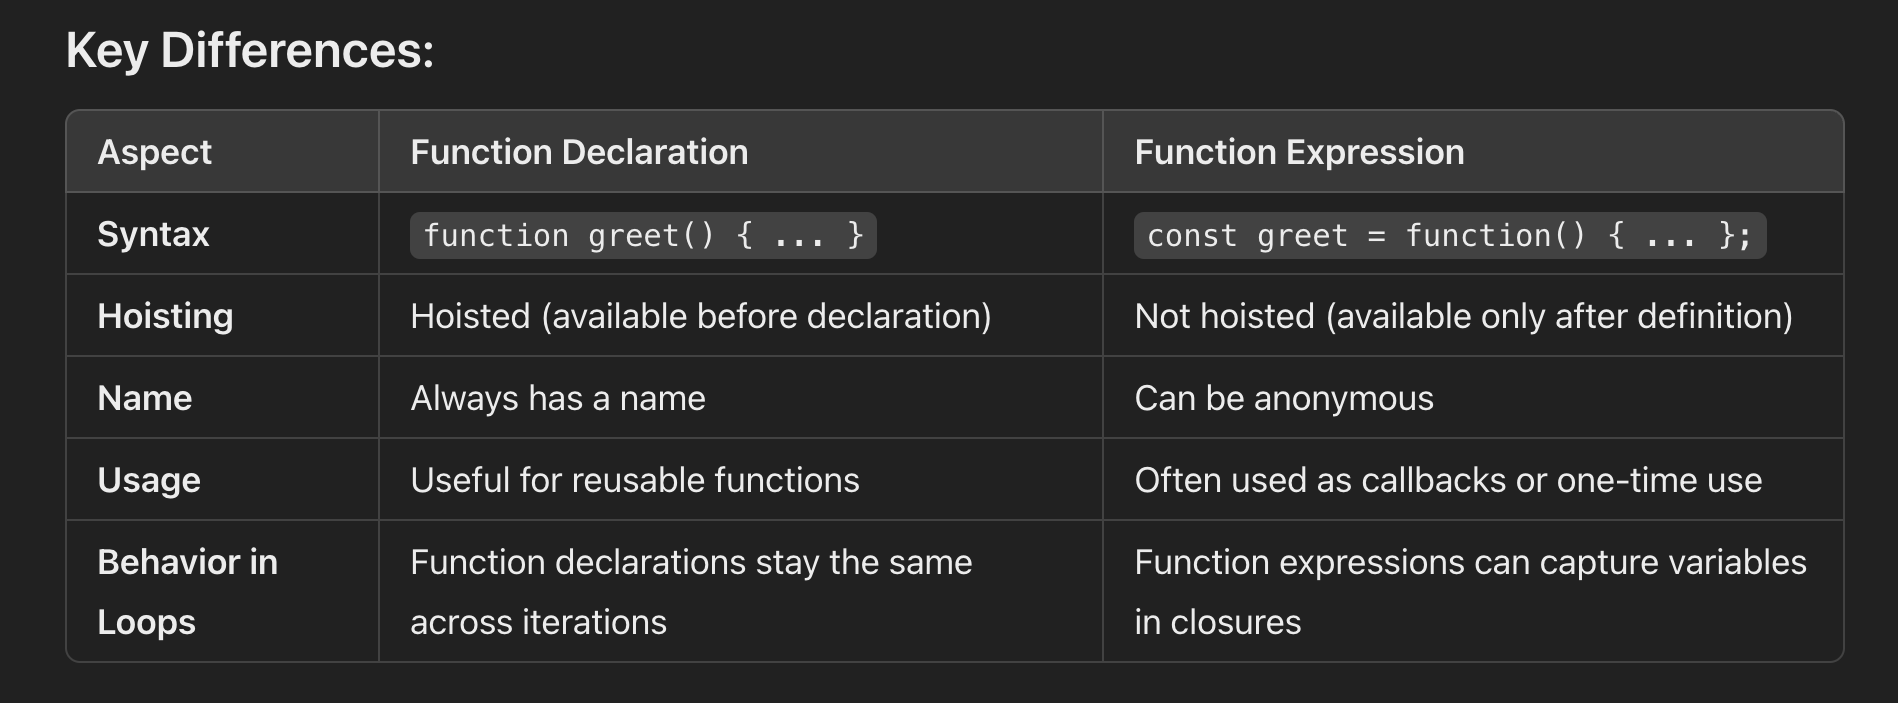 Key Differences:
Aspect Function Declaration Function Expression
Syntax function greet() { ... } const greet = function() { ... };
Hoisting Hoisted (available before declaration) Not hoisted (available only after definition)
Name Always has a name Can be anonymous
Usage Useful for reusable functions Often used as callbacks or one-time use
Behavior in Function declarations stay the same Function expressions can capture variables
Loops across iterations in closures